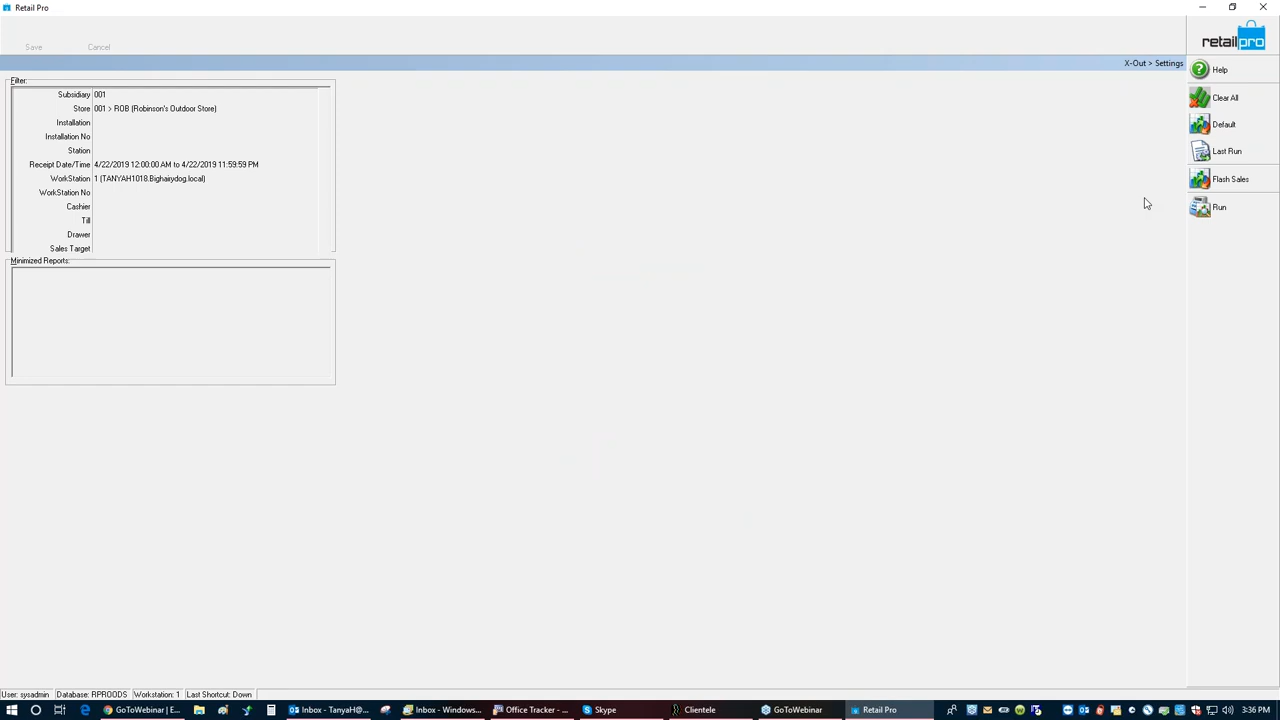 Retail Pro
Save Cancel
retailpro
X-Out > Settings
Filter:
Subsidiary 001
Store 001 > ROB (Robinson's Outdoor Store)
Installation
Installation No
Station
Receipt Date/Time 4/22/2019 12:00:00 AM to 4/22/2019 11:59:59 PM
WorkStation 1 (TANYAH1018.Bighairydog.local)
WorkStation No
Cashier
Till
Drawer
Sales Target
Minimized Reports:
Help
Clear All
Default
Last Run
Flash Sales
Run
User: sysadmin Database: RPROODS Workstation: 1 Last Shortcut: Down
GoToWebinar | E... Inbox - TanyaH@... Inbox - Windows... Office Tracker - ... Skype Clientele GoToWebinar Retail Pro 3:36 PM